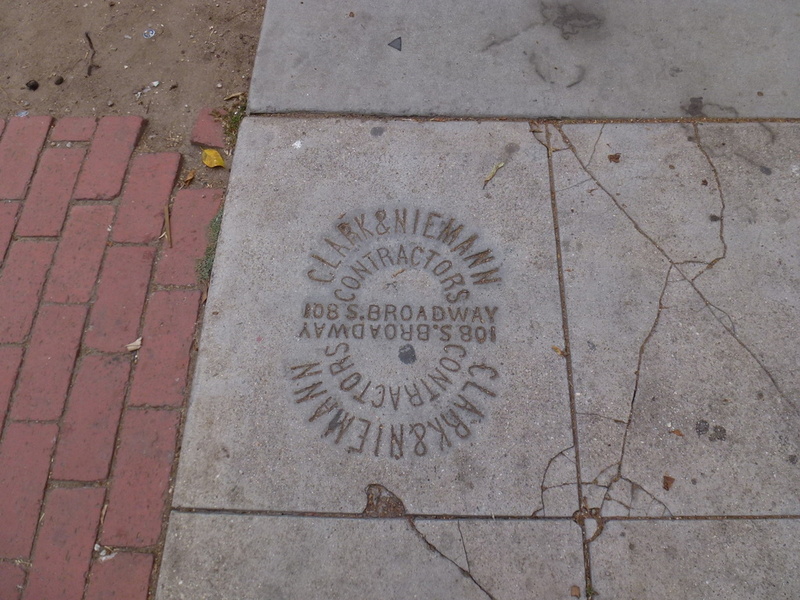 CLARK&NIEMANN
CONTRACTORS
108 S.BROADWAY
108 S.BROADWAY
CONTRACTORS
CLARK&NIEMANN